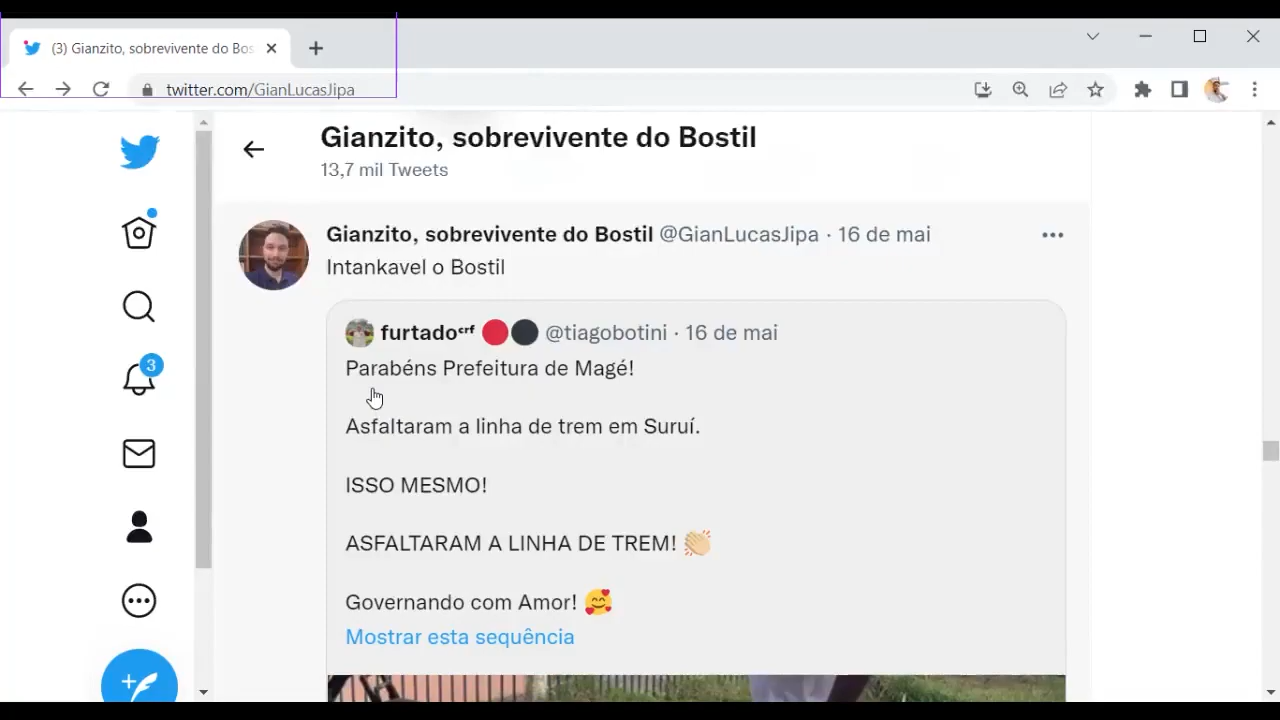 (3) Gianzito, sobrevivente do Bos
twitter.com/GianLucasJipa
Gianzito, sobrevivente do Bostil
13,7 mil Tweets
Gianzito, sobrevivente do Bostil @GianLucasJipa · 16 de mai
Intankavel o Bostil
furtadoᶜʳᶠ 🔴⚫ @tiagobotini · 16 de mai
Parabéns Prefeitura de Magé!
Asfaltaram a linha de trem em Suruí.
ISSO MESMO!
ASFALTARAM A LINHA DE TREM! 👏🏻
Governando com Amor! 🥰
Mostrar esta sequência
3